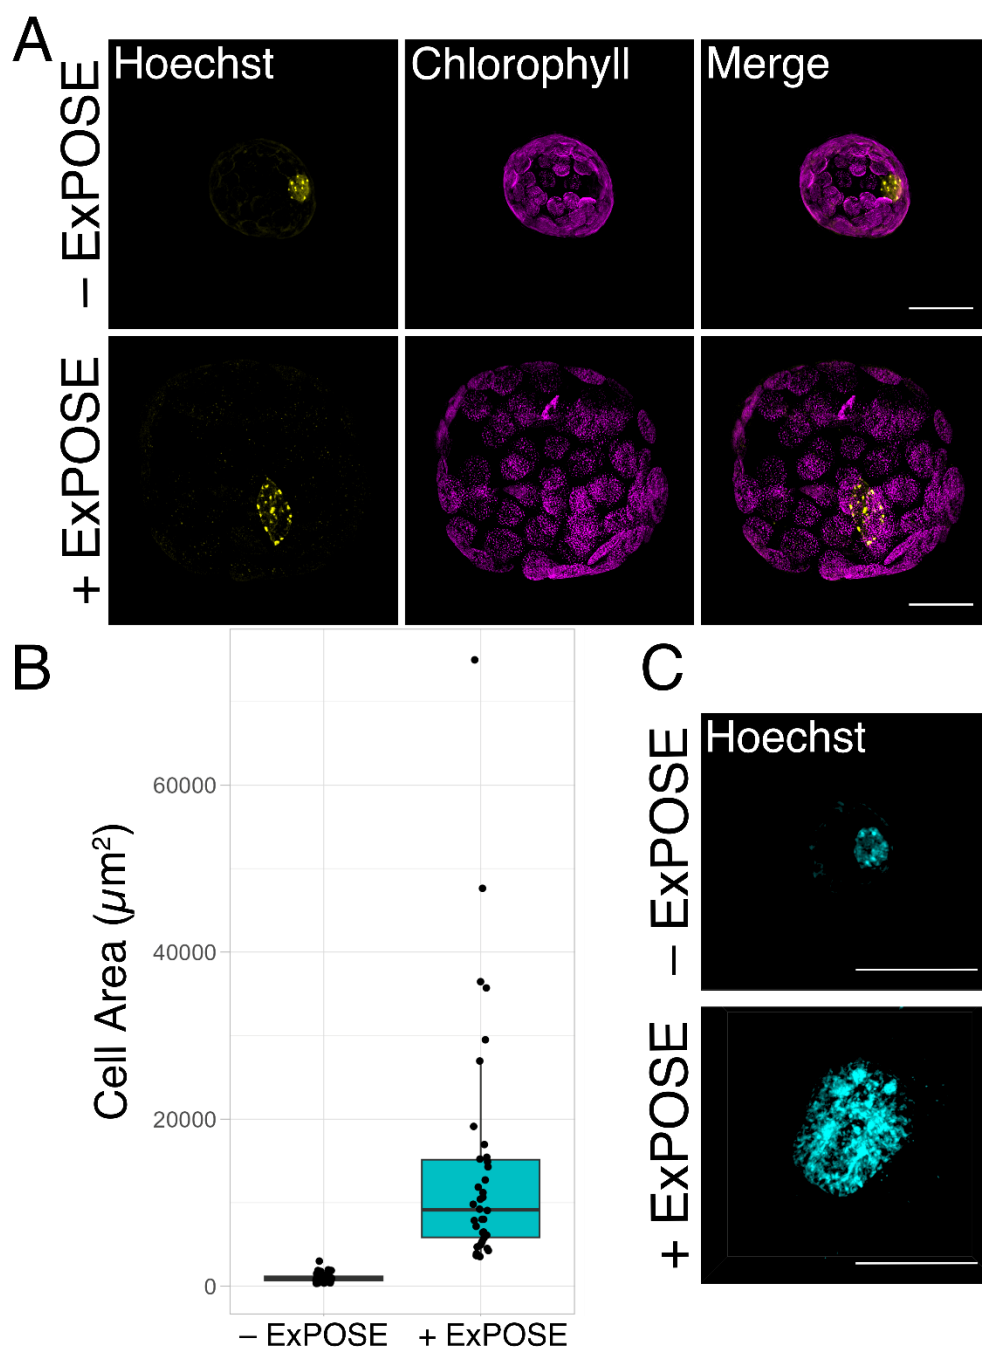 A
Hoechst
Chlorophyll
Merge
– ExPOSE
+ ExPOSE
B
Cell Area (µm²)
60000
40000
20000
0
– ExPOSE
+ ExPOSE
C
Hoechst
– ExPOSE
+ ExPOSE